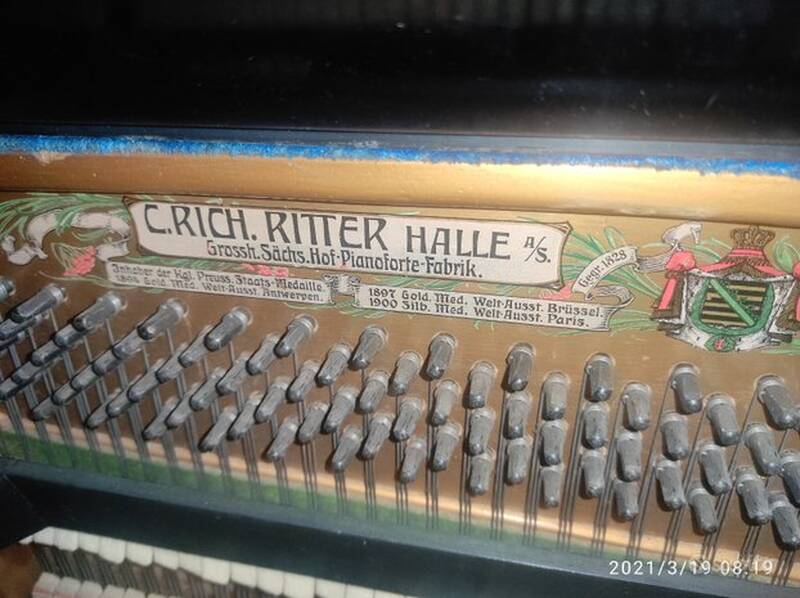 C. RICH. RITTER HALLE A/S.
Grossh. Sächs. Hof-Pianoforte-Fabrik.
Gegr. 1828
Inhaber der Kgl. Preuss. Staats-Medaille
Gold. Med. Welt-Ausst. Antwerpen.
1897 Gold. Med. Welt-Ausst. Brüssel.
1900 Silb. Med. Welt-Ausst. Paris.
2021/3/19 08:19